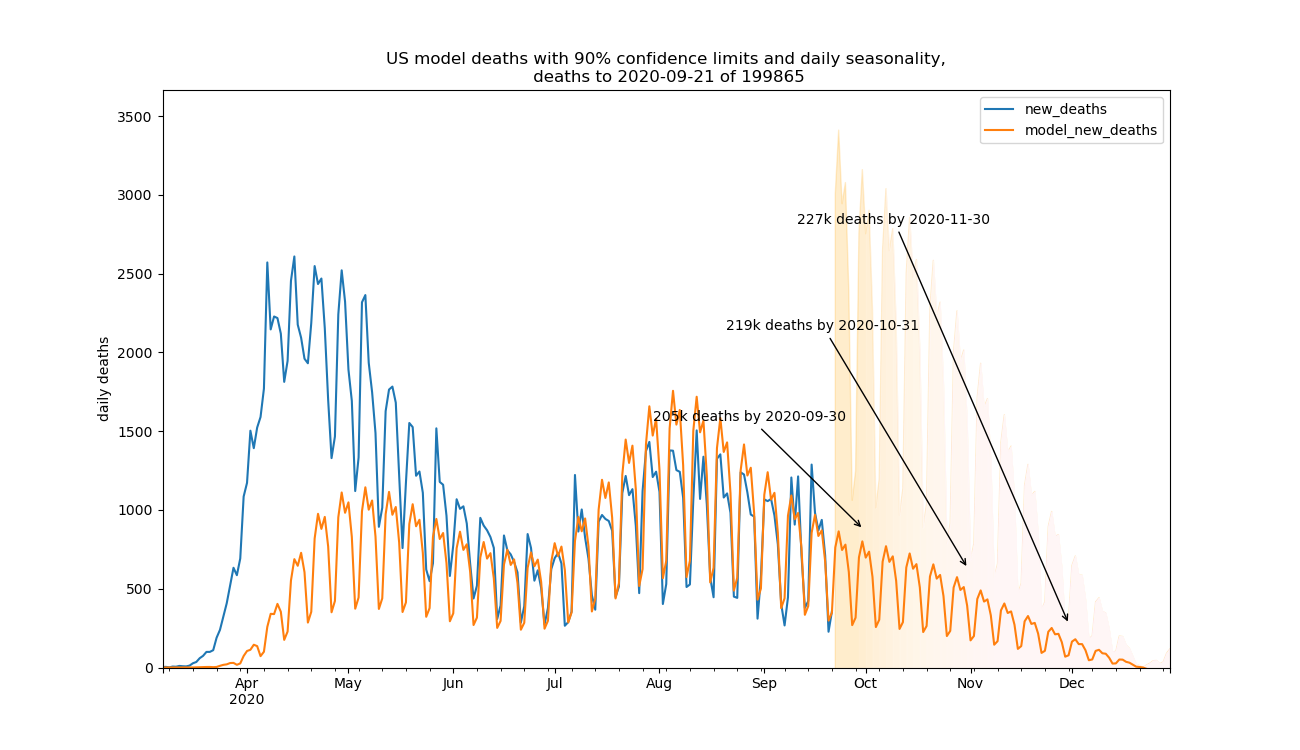 US model deaths with 90% confidence limits and daily seasonality,
deaths to 2020-09-21 of 199865
new_deaths
model_new_deaths
3500
3000
2500
2000
1500
1000
500
0
daily deaths
227k deaths by 2020-11-30
219k deaths by 2020-10-31
205k deaths by 2020-09-30
Apr
2020
May
Jun
Jul
Aug
Sep
Oct
Nov
Dec